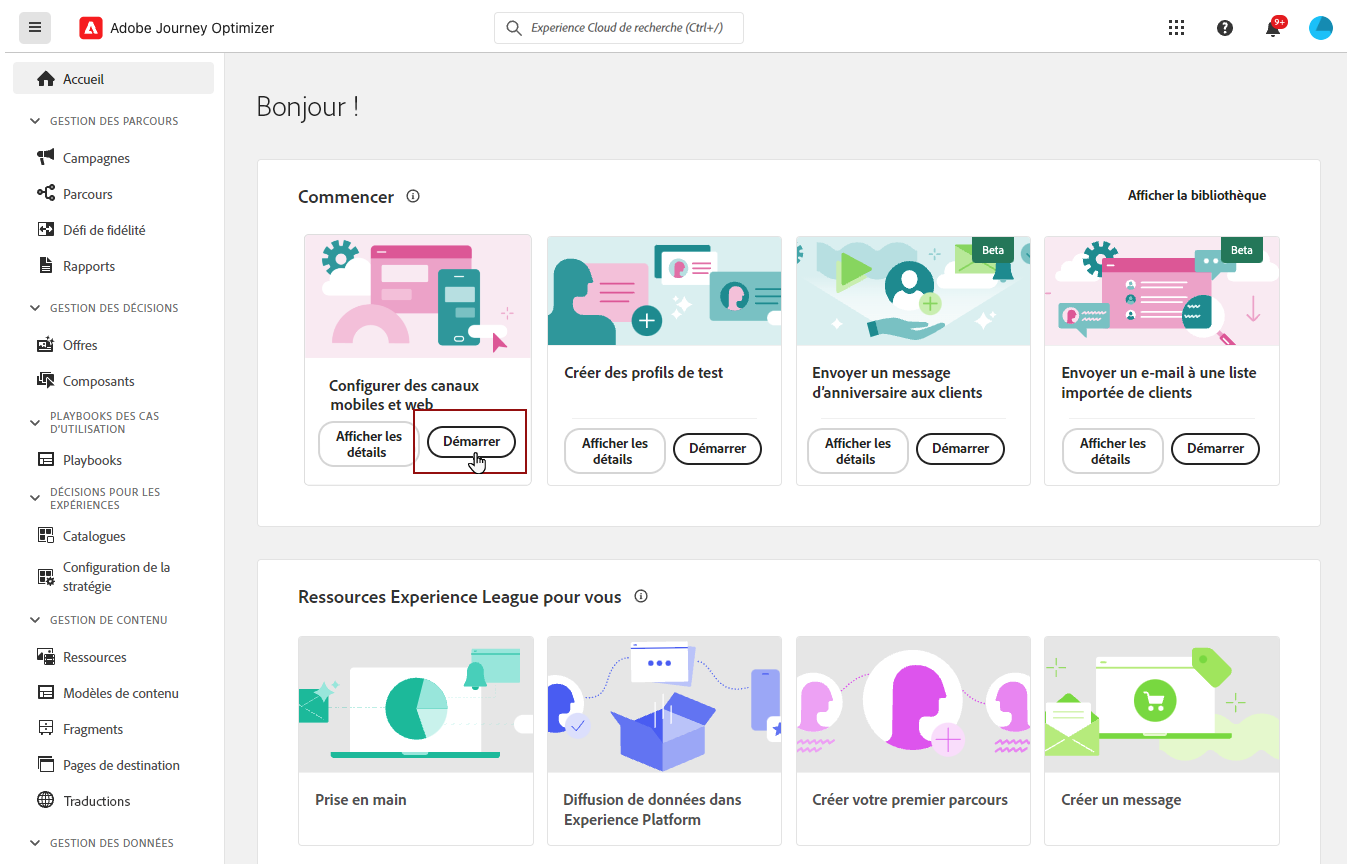 Adobe Journey Optimizer
Experience Cloud de recherche (Ctrl+/)
9+
Accueil
GESTION DES PARCOURS
Campagnes
Parcours
Défi de fidélité
Rapports
GESTION DES DÉCISIONS
Offres
Composants
PLAYBOOKS DES CAS
D'UTILISATION
Playbooks
DÉCISIONS POUR LES
EXPÉRIENCES
Catalogues
Configuration de la
stratégie
GESTION DE CONTENU
Ressources
Modèles de contenu
Fragments
Pages de destination
Traductions
GESTION DES DONNÉES
Bonjour !
Commencer
Afficher la bibliothèque
Configurer des canaux
mobiles et web
Afficher les
détails
Démarrer
Créer des profils de test
Afficher les
détails
Démarrer
Beta
Envoyer un message
d'anniversaire aux clients
Afficher les
détails
Démarrer
Beta
Envoyer un e-mail à une liste
importée de clients
Afficher les
détails
Démarrer
Ressources Experience League pour vous
Prise en main
Diffusion de données dans
Experience Platform
Créer votre premier parcours
Créer un message